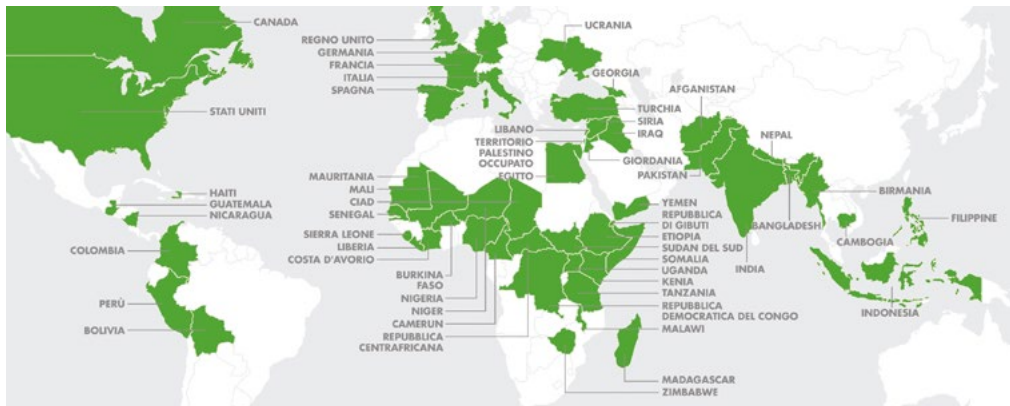 CANADA
STATI UNITI
HAITI
GUATEMALA
NICARAGUA
COLOMBIA
PERÙ
BOLIVIA
REGNO UNITO
GERMANIA
FRANCIA
ITALIA
SPAGNA
UCRANIA
GEORGIA
TURCHIA
SIRIA
IRAQ
LIBANO
TERRITORIO
PALESTINO
OCCUPATO
EGITTO
GIORDANIA
MAURITANIA
MALI
CIAD
SENEGAL
SIERRA LEONE
LIBERIA
COSTA D'AVORIO
BURKINA
FASO
NIGERIA
NIGER
CAMERUN
REPUBBLICA
CENTRAFRICANA
YEMEN
REPUBBLICA
DI GIBUTI
ETIOPIA
SUDAN DEL SUD
SOMALIA
UGANDA
KENIA
TANZANIA
REPUBBLICA
DEMOCRATICA DEL CONGO
MALAWI
MADAGASCAR
ZIMBABWE
AFGANISTAN
PAKISTAN
NEPAL
INDIA
BANGLADESH
BIRMANIA
CAMBOGIA
FILIPPINE
INDONESIA